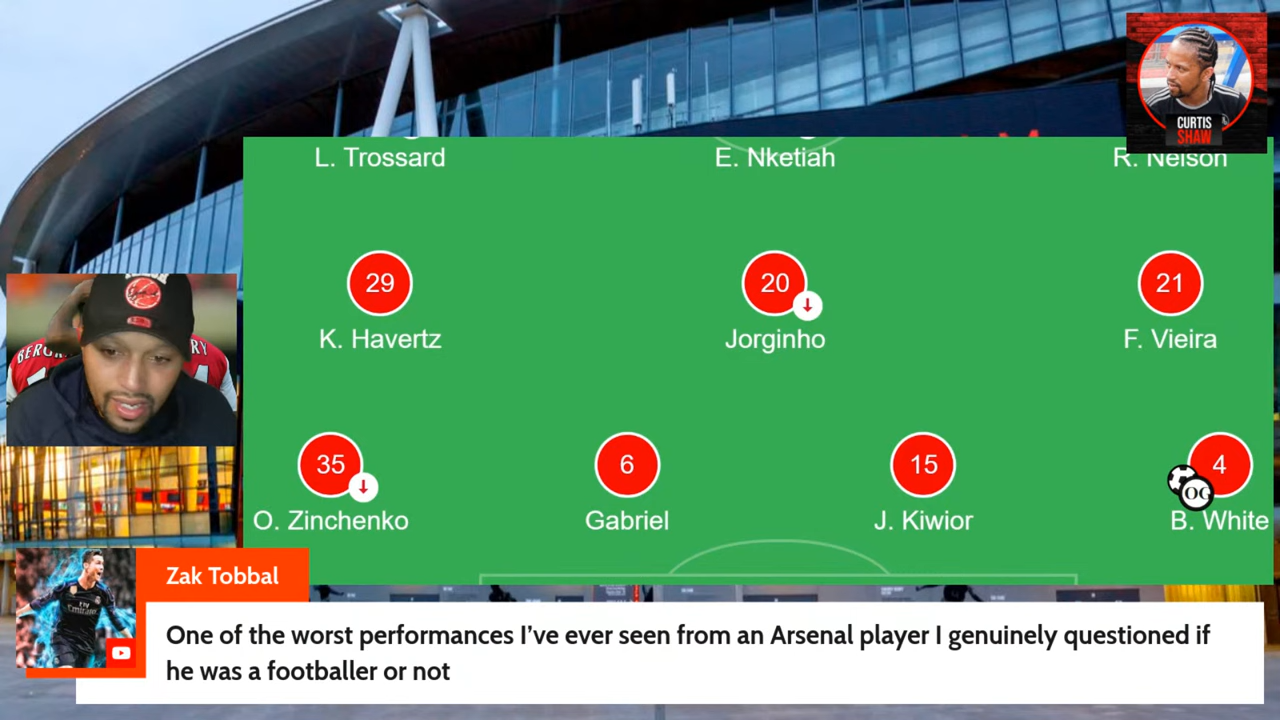 CURTIS
SHAW
L. Trossard
E. Nketiah
R. Nelson
29
20
21
K. Havertz
Jorginho
F. Vieira
35
6
15
4
OG
O. Zinchenko
Gabriel
J. Kiwior
B. White
Zak Tobbal
One of the worst performances I’ve ever seen from an Arsenal player I genuinely questioned if
he was a footballer or not